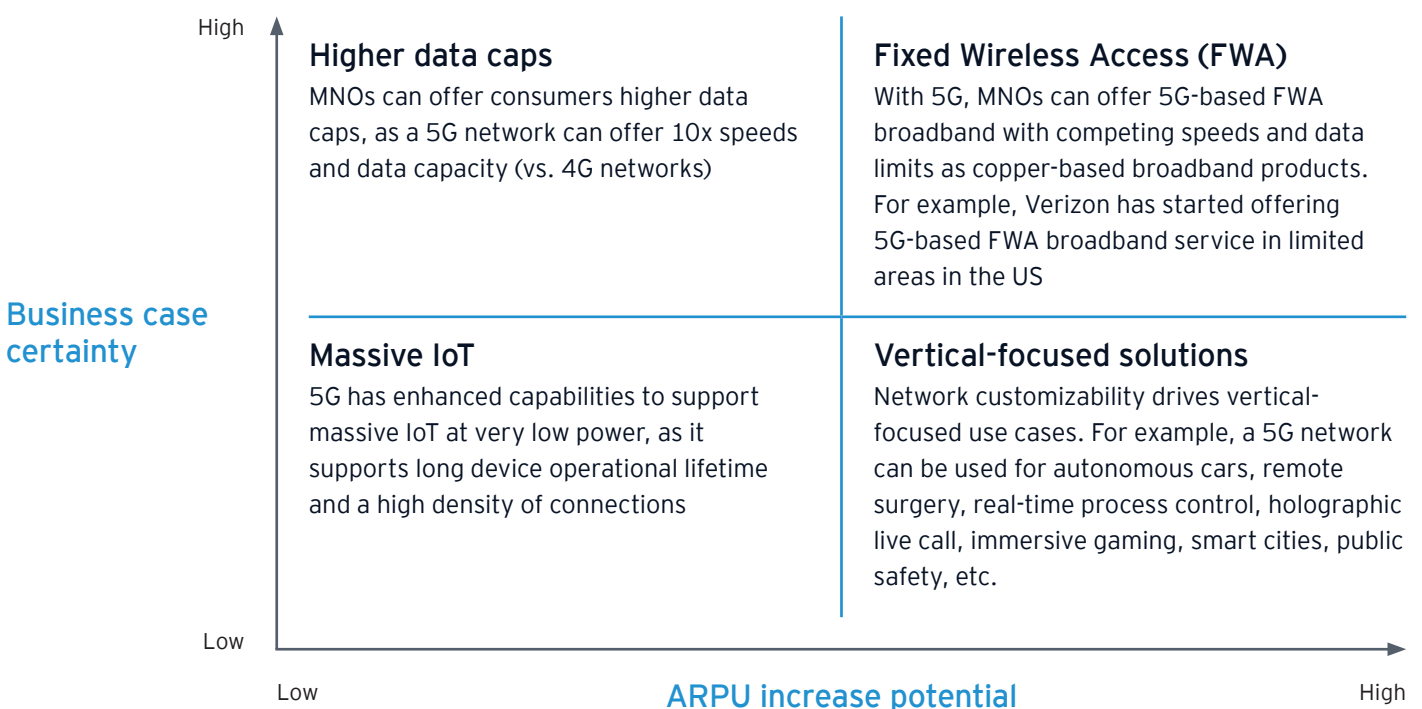 High
Higher data caps
MNOs can offer consumers higher data
caps, as a 5G network can offer 10x speeds
and data capacity (vs. 4G networks)
Fixed Wireless Access (FWA)
With 5G, MNOs can offer 5G-based FWA
broadband with competing speeds and data
limits as copper-based broadband products.
For example, Verizon has started offering
5G-based FWA broadband service in limited
areas in the US
Business case
certainty
Massive IoT
5G has enhanced capabilities to support
massive IoT at very low power, as it
supports long device operational lifetime
and a high density of connections
Vertical-focused solutions
Network customizability drives vertical-
focused use cases. For example, a 5G network
can be used for autonomous cars, remote
surgery, real-time process control, holographic
live call, immersive gaming, smart cities, public
safety, etc.
Low
Low
ARPU increase potential
High